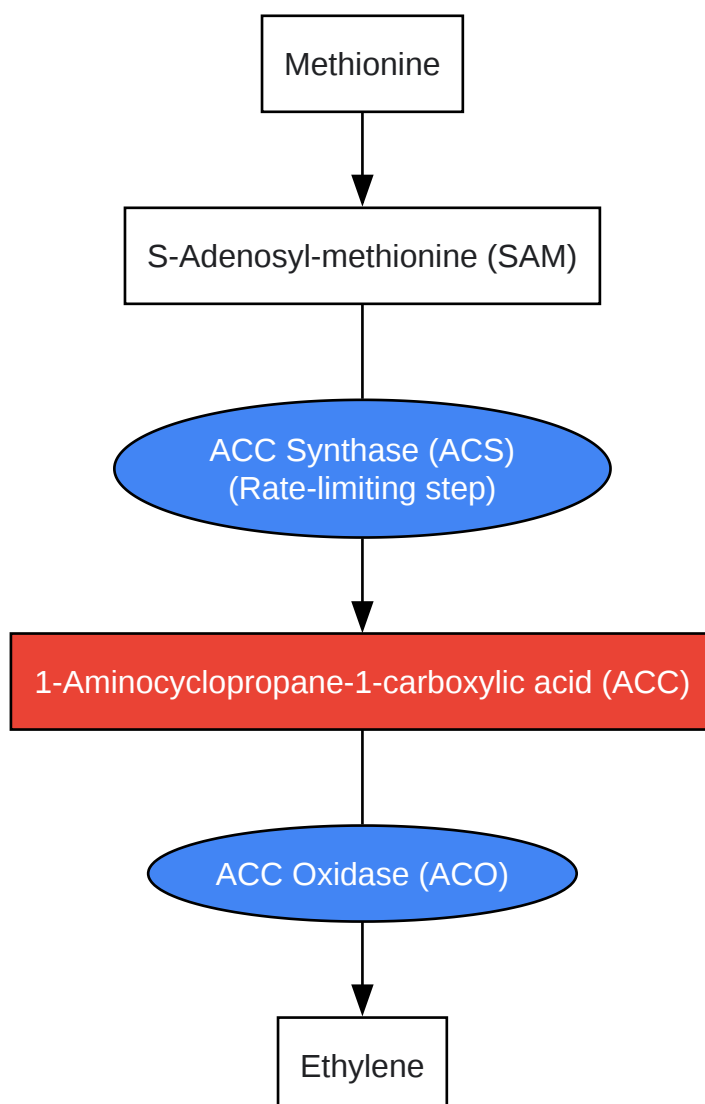 Methionine
S-Adenosyl-methionine (SAM)
ACC Synthase (ACS)
(Rate-limiting step)
1-Aminocyclopropane-1-carboxylic acid (ACC)
ACC Oxidase (ACO)
Ethylene